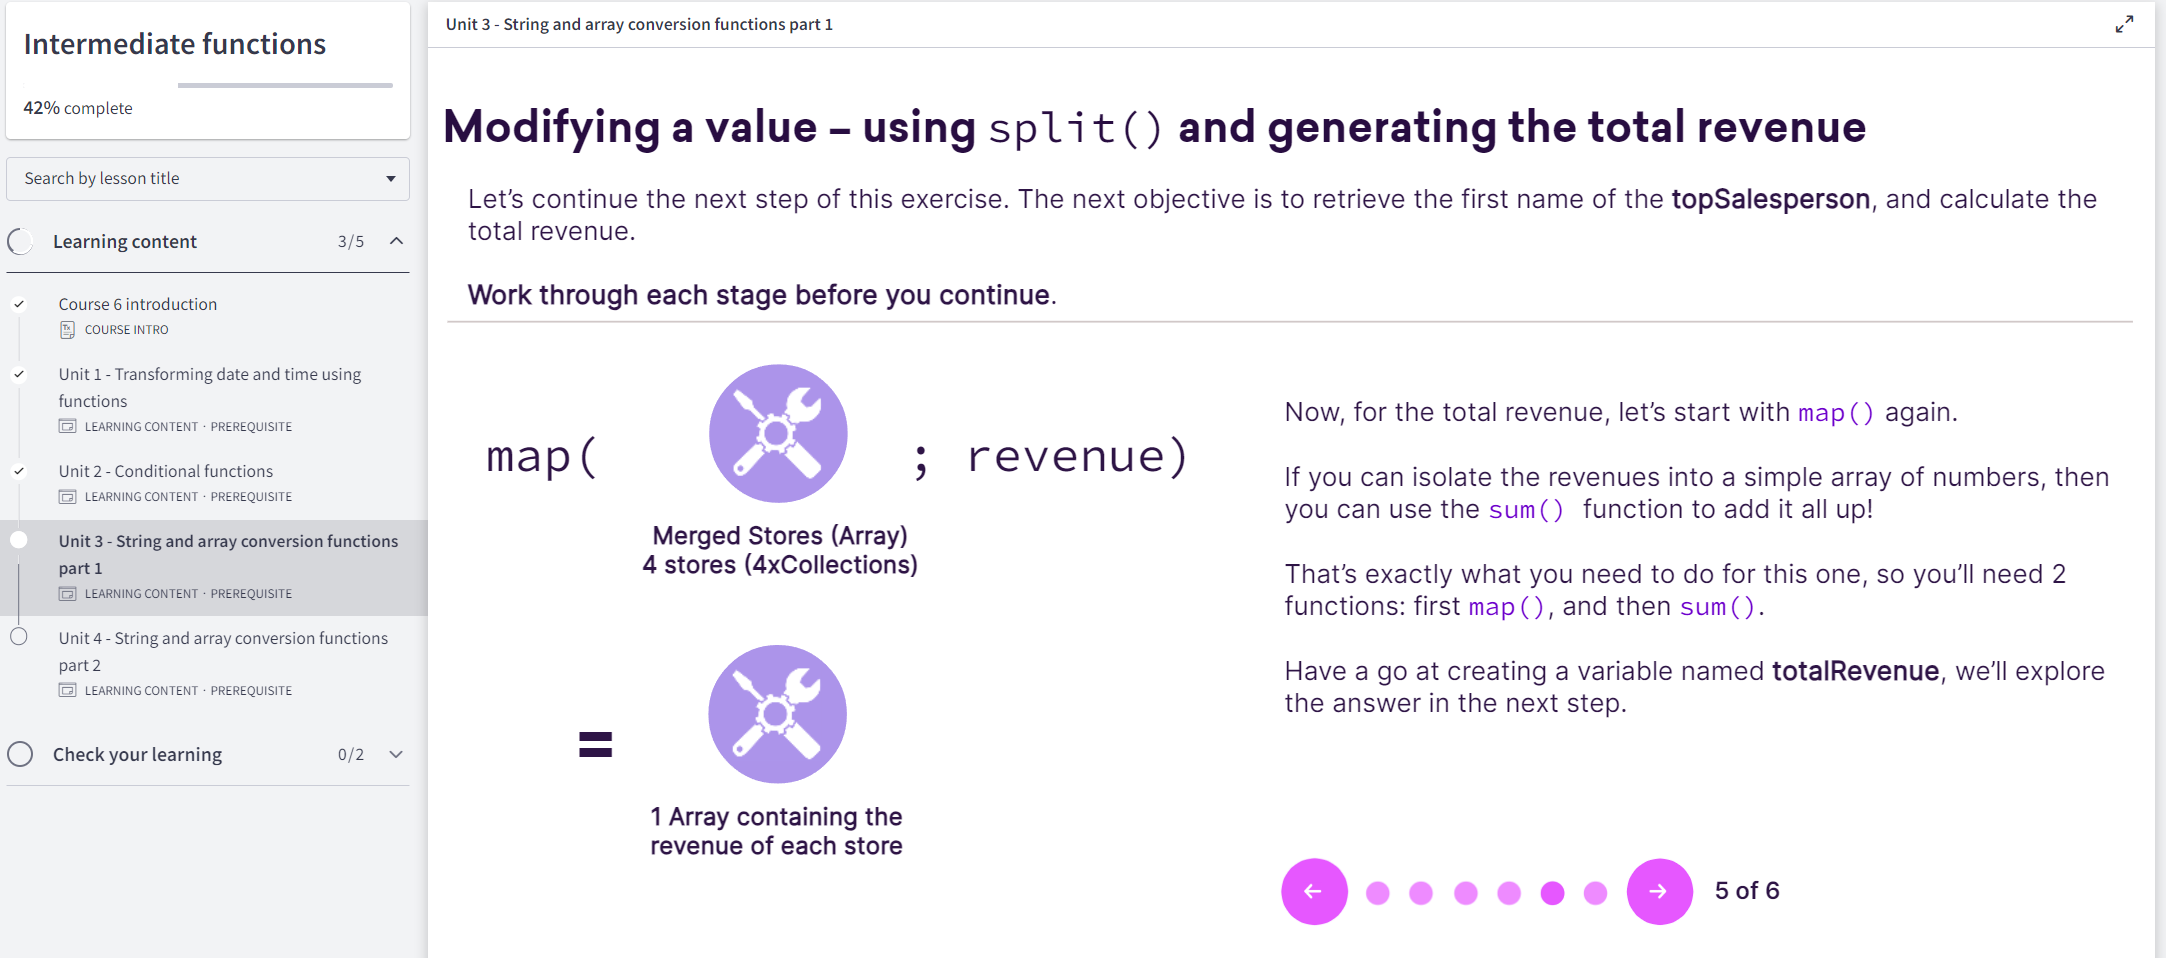 Intermediate functions
42% complete
Search by lesson title
Learning content 3/5
Course 6 introduction
COURSE INTRO
Unit 1 - Transforming date and time using
functions
LEARNING CONTENT · PREREQUISITE
Unit 2 - Conditional functions
LEARNING CONTENT · PREREQUISITE
Unit 3 - String and array conversion functions
part 1
LEARNING CONTENT · PREREQUISITE
Unit 4 - String and array conversion functions
part 2
LEARNING CONTENT · PREREQUISITE
Check your learning 0/2
Unit 3 - String and array conversion functions part 1
Modifying a value – using split() and generating the total revenue
Let’s continue the next step of this exercise. The next objective is to retrieve the first name of the topSalesperson, and calculate the
total revenue.
Work through each stage before you continue.
map( ; revenue)
Merged Stores (Array)
4 stores (4xCollections)
=
1 Array containing the
revenue of each store
Now, for the total revenue, let’s start with map() again.
If you can isolate the revenues into a simple array of numbers, then
you can use the sum() function to add it all up!
That’s exactly what you need to do for this one, so you’ll need 2
functions: first map(), and then sum().
Have a go at creating a variable named totalRevenue, we’ll explore
the answer in the next step.
5 of 6